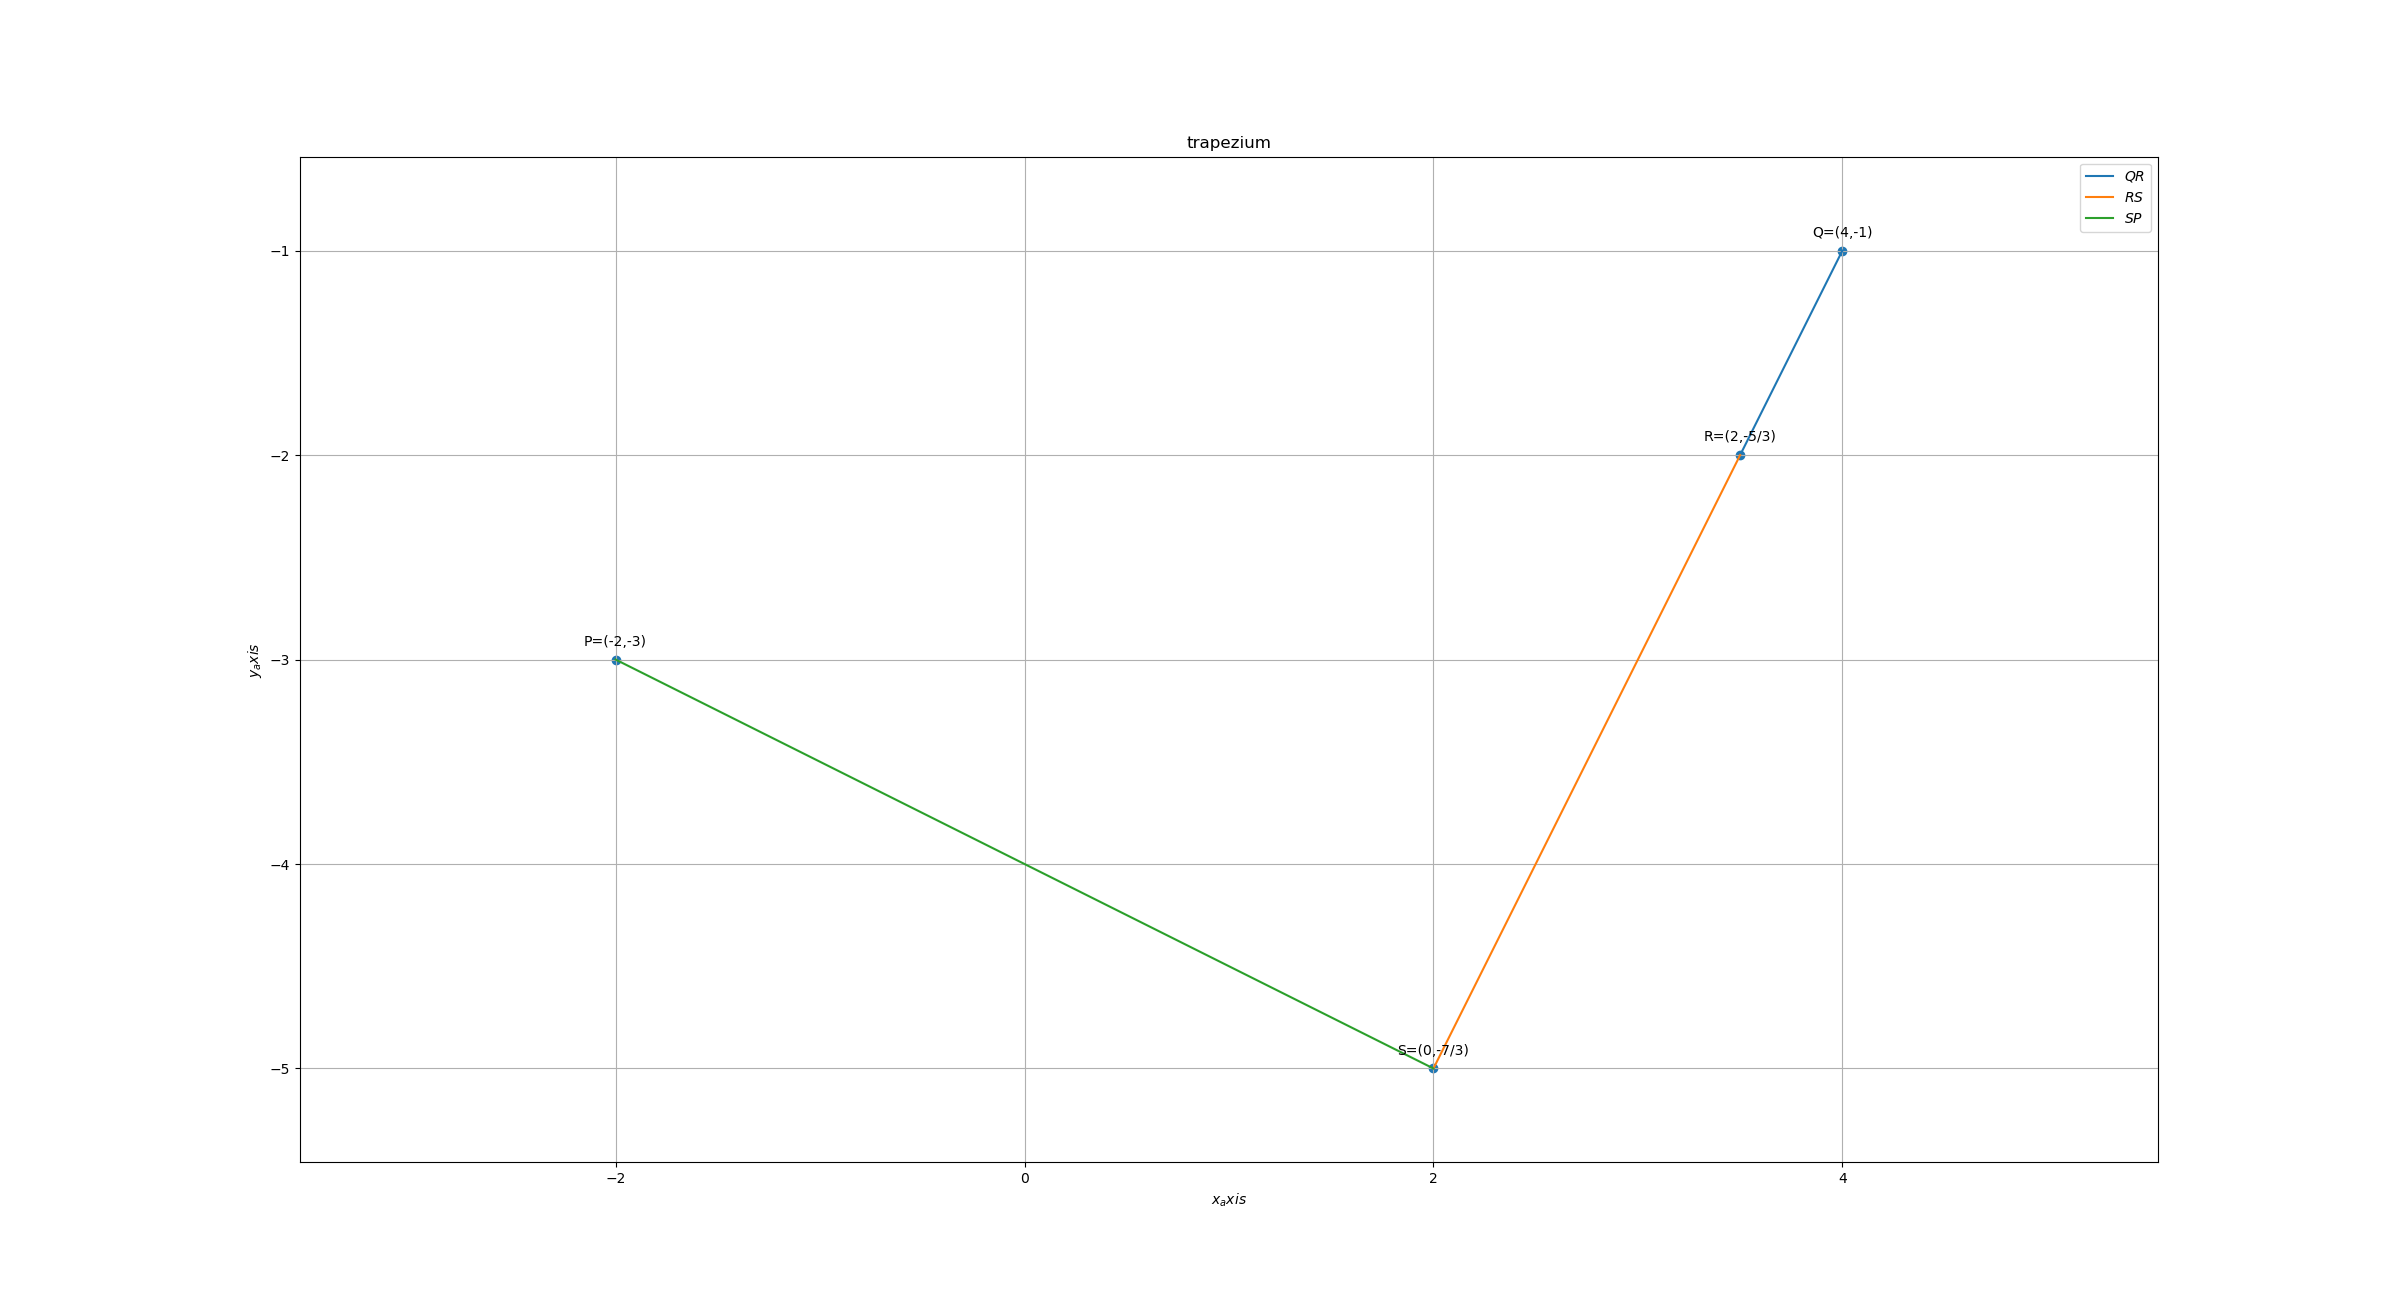 trapezium
QR
RS
SP
Q=(4,-1)
−1
R=(2,-5/3)
−2
P=(-2,-3)
−3
y_axis
−4
S=(0,-7/3)
−5
−2 0 2 4
x_axis